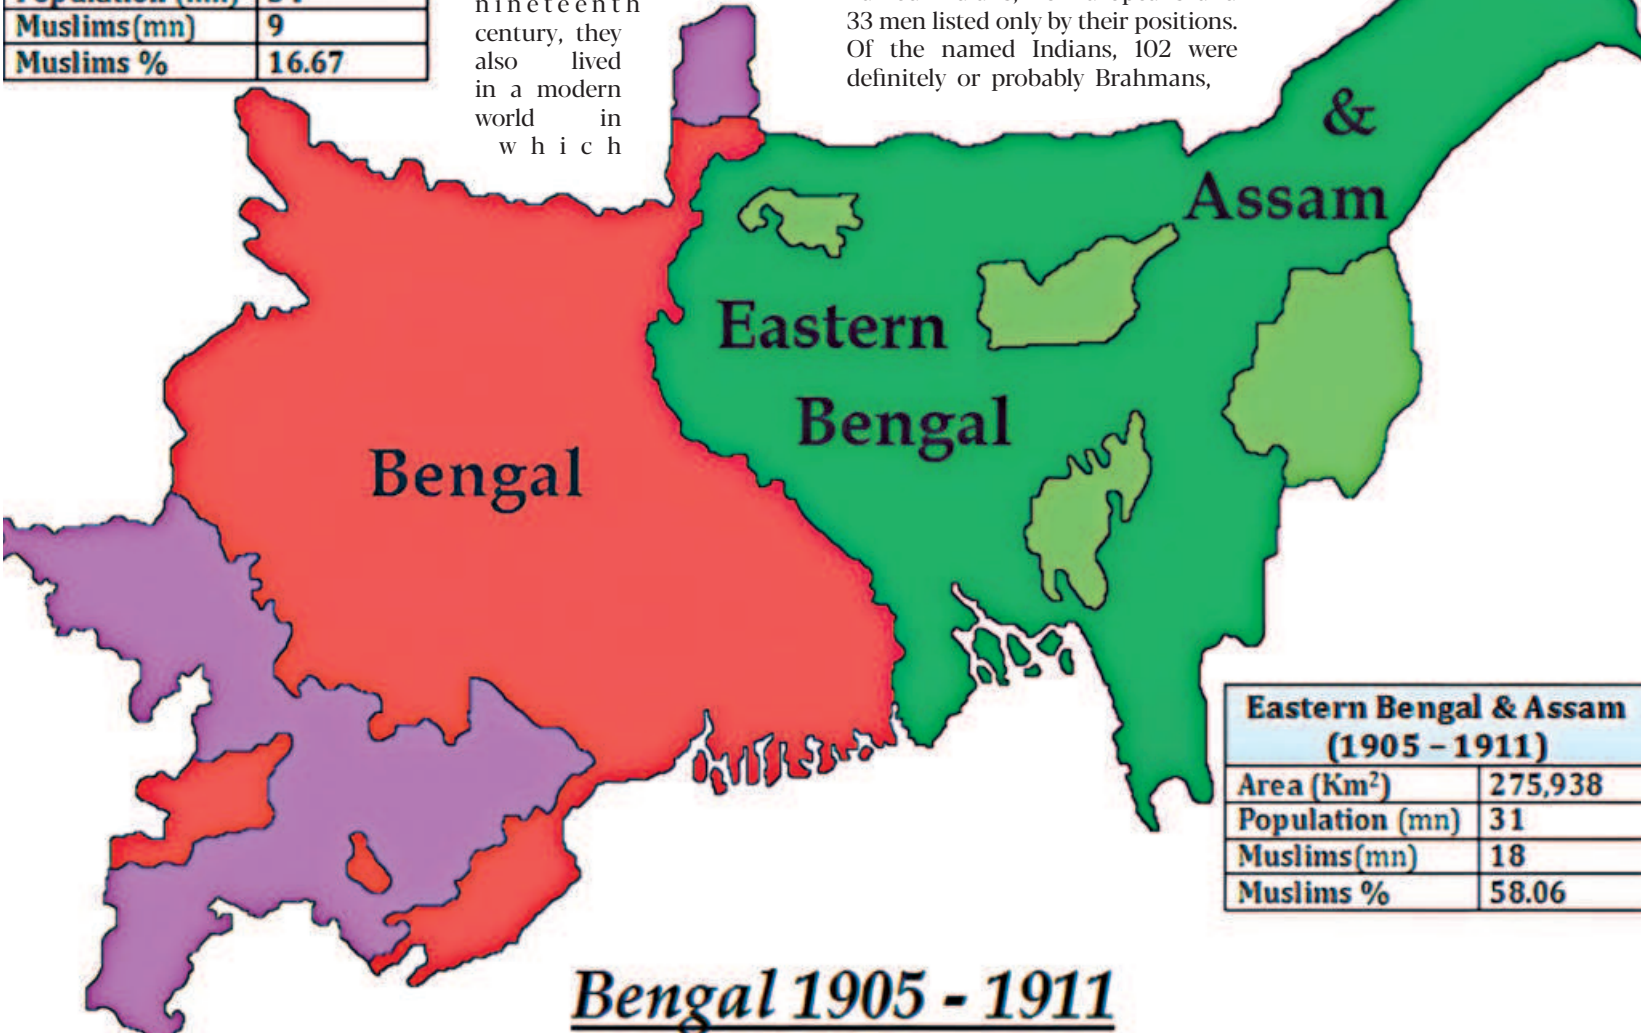 Muslims (mn) 9
Muslims % 16.67
nineteenth
century, they
also lived
in a modern
world in
which
33 men listed only by their positions.
Of the named Indians, 102 were
definitely or probably Brahmans,
&
Assam
Eastern
Bengal
Bengal
Eastern Bengal & Assam
(1905 – 1911)
Area (Km²) 275,938
Population (mn) 31
Muslims (mn) 18
Muslims % 58.06
Bengal 1905 - 1911